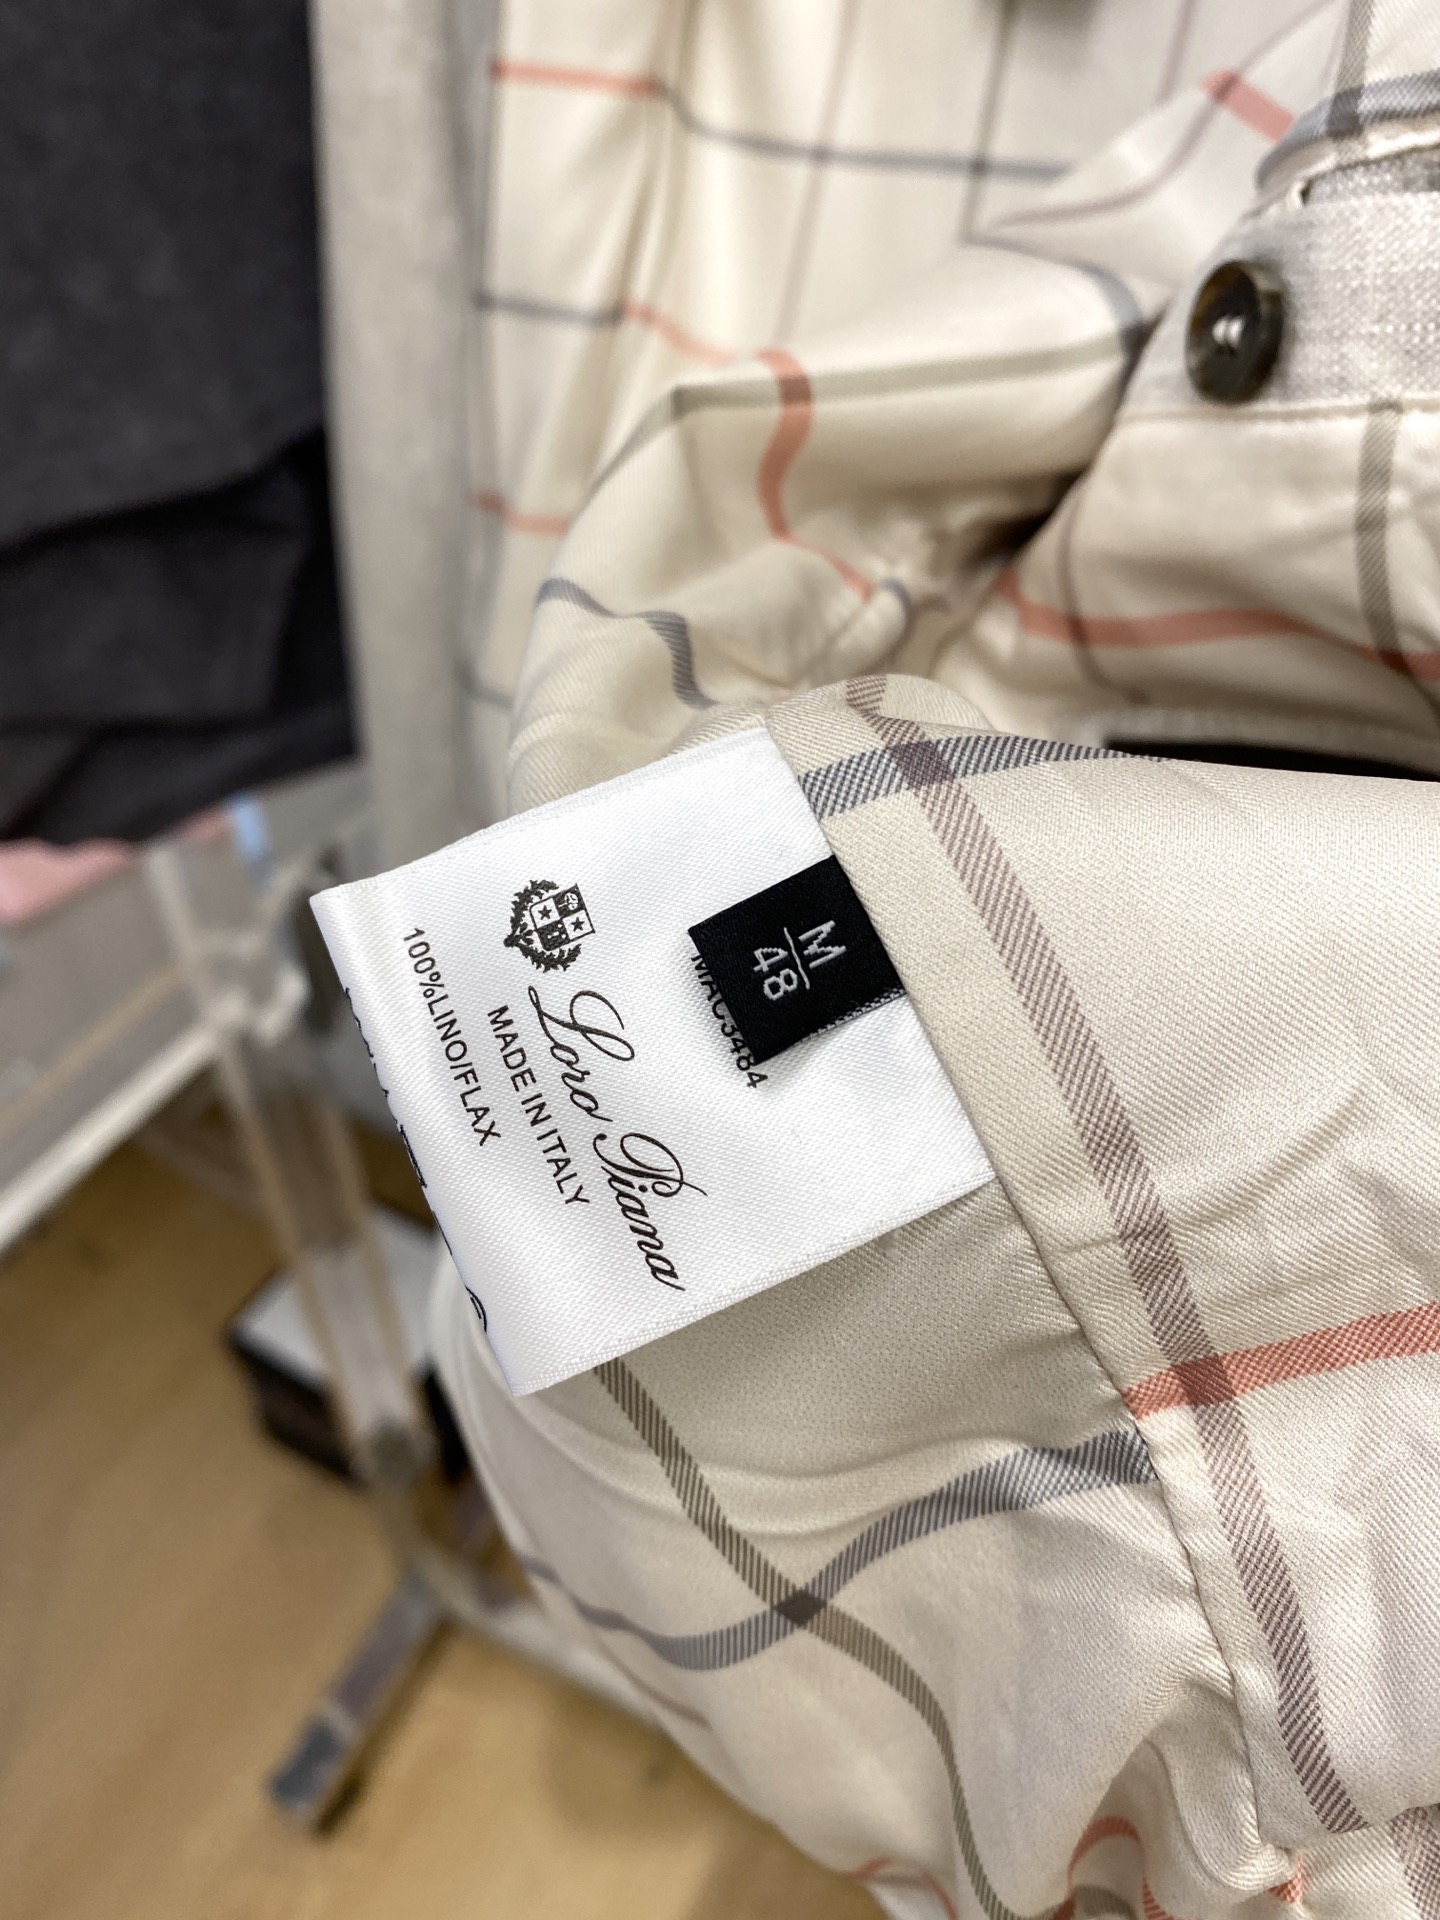 M
48
Loro Piana
MADE IN ITALY
100%LINO/FLAX